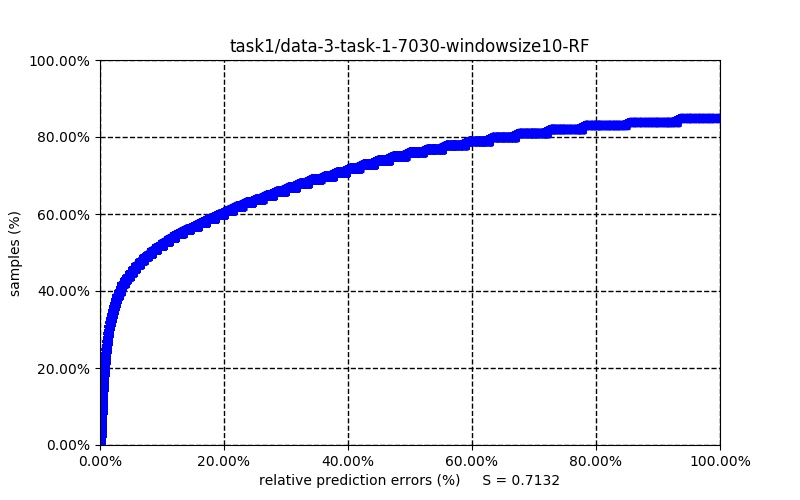 task1/data-3-task-1-7030-windowsize10-RF
100.00%
80.00%
60.00%
40.00%
20.00%
0.00%
samples (%)
0.00% 20.00% 40.00% 60.00% 80.00% 100.00%
relative prediction errors (%) S = 0.7132